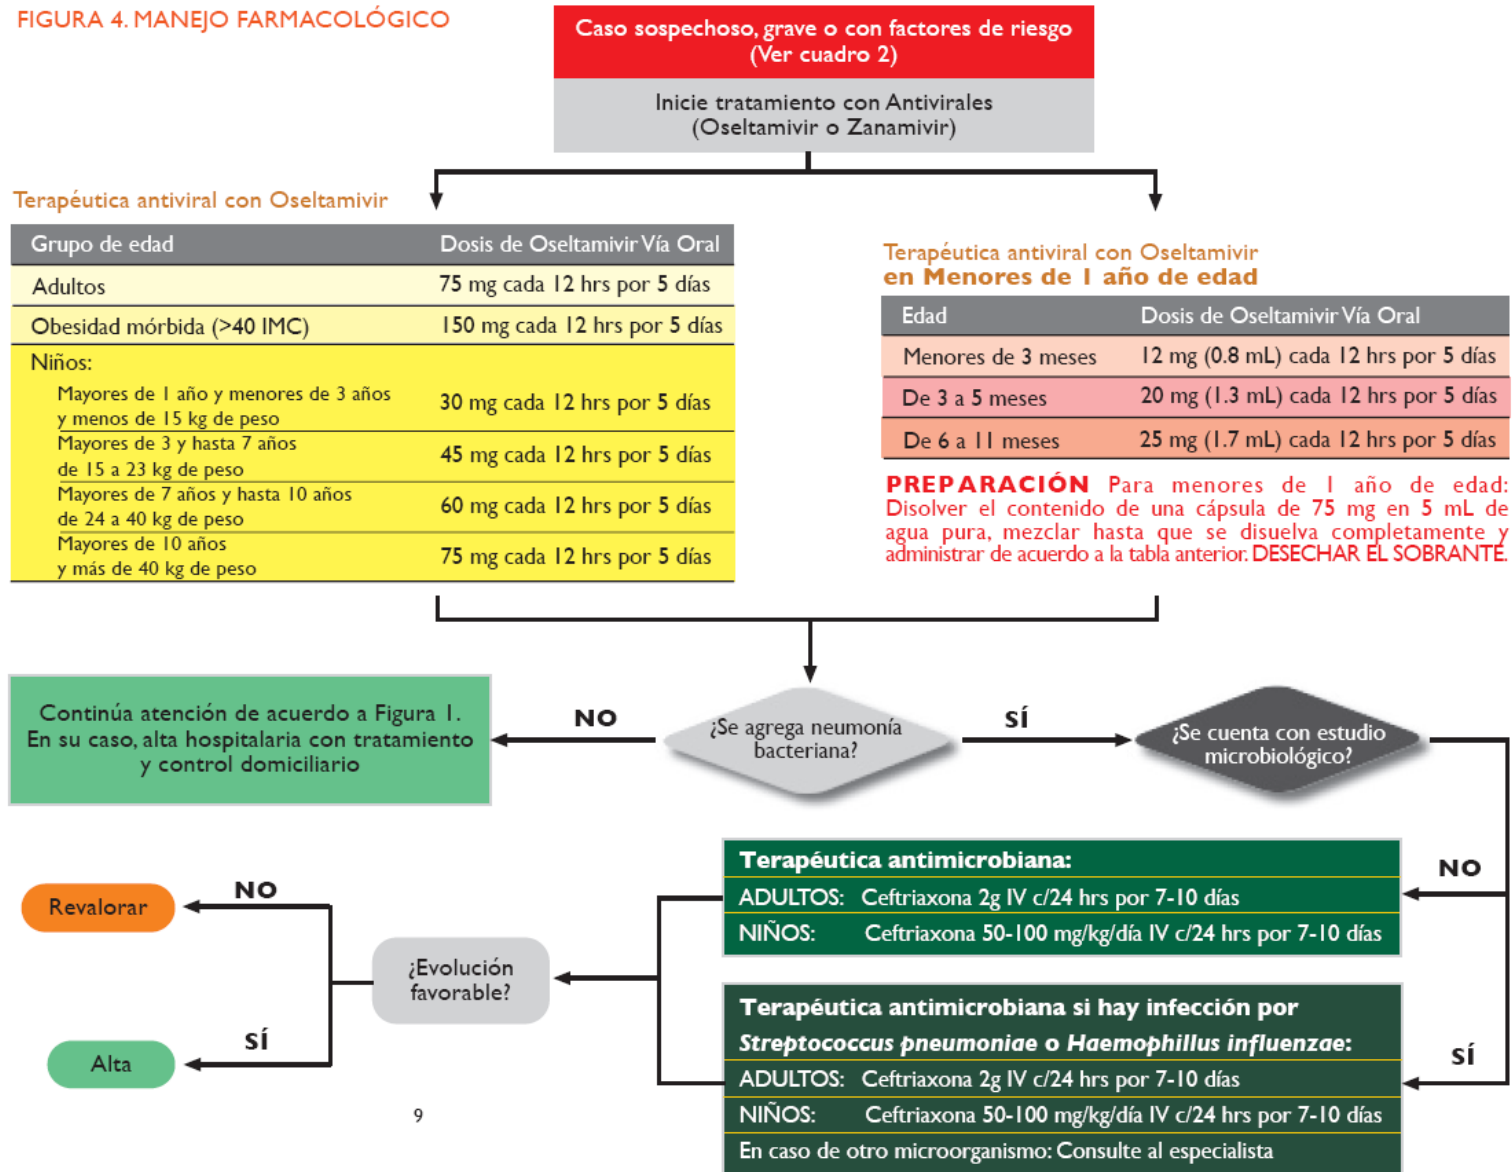 FIGURA 4. MANEJO FARMACOLÓGICO
Caso sospechoso, grave o con factores de riesgo
(Ver cuadro 2)
Inicie tratamiento con Antivirales
(Oseltamivir o Zanamivir)
Terapéutica antiviral con Oseltamivir
Grupo de edad Dosis de Oseltamivir Vía Oral
Adultos 75 mg cada 12 hrs por 5 días
Obesidad mórbida (>40 IMC) 150 mg cada 12 hrs por 5 días
Niños:
Mayores de 1 año y menores de 3 años
y menos de 15 kg de peso
30 mg cada 12 hrs por 5 días
Mayores de 3 y hasta 7 años
de 15 a 23 kg de peso
45 mg cada 12 hrs por 5 días
Mayores de 7 años y hasta 10 años
de 24 a 40 kg de peso
60 mg cada 12 hrs por 5 días
Mayores de 10 años
y más de 40 kg de peso
75 mg cada 12 hrs por 5 días
Terapéutica antiviral con Oseltamivir
en Menores de 1 año de edad
Edad Dosis de Oseltamivir Vía Oral
Menores de 3 meses 12 mg (0.8 mL) cada 12 hrs por 5 días
De 3 a 5 meses 20 mg (1.3 mL) cada 12 hrs por 5 días
De 6 a 11 meses 25 mg (1.7 mL) cada 12 hrs por 5 días
PREPARACIÓN Para menores de 1 año de edad:
Disolver el contenido de una cápsula de 75 mg en 5 mL de
agua pura, mezclar hasta que se disuelva completamente y
administrar de acuerdo a la tabla anterior. DESECHAR EL SOBRANTE.
Continúa atención de acuerdo a Figura 1.
En su caso, alta hospitalaria con tratamiento
y control domiciliario
NO
¿Se agrega neumonía
bacteriana?
SÍ
¿Se cuenta con estudio
microbiológico?
NO
Terapéutica antimicrobiana:
ADULTOS: Ceftriaxona 2g IV c/24 hrs por 7-10 días
NIÑOS: Ceftriaxona 50-100 mg/kg/día IV c/24 hrs por 7-10 días
SÍ
Terapéutica antimicrobiana si hay infección por
Streptococcus pneumoniae o Haemophillus influenzae:
ADULTOS: Ceftriaxona 2g IV c/24 hrs por 7-10 días
NIÑOS: Ceftriaxona 50-100 mg/kg/día IV c/24 hrs por 7-10 días
En caso de otro microorganismo: Consulte al especialista
¿Evolución
favorable?
NO
Revalorar
SÍ
Alta
9